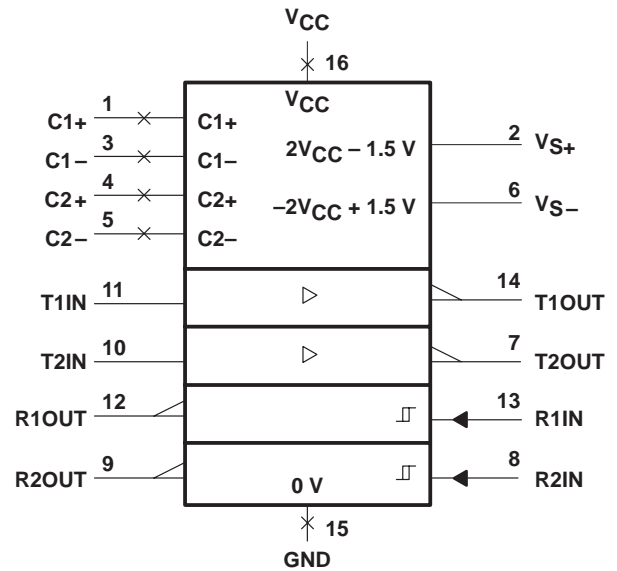 VCC
16
VCC
C1+ 1 C1+
C1− 3 C1−
2VCC − 1.5 V 2 VS+
C2+ 4 C2+
−2VCC + 1.5 V 6 VS−
C2− 5 C2−
T1IN 11 14 T1OUT
T2IN 10 7 T2OUT
R1OUT 12 13 R1IN
R2OUT 9 8 R2IN
0 V
15
GND